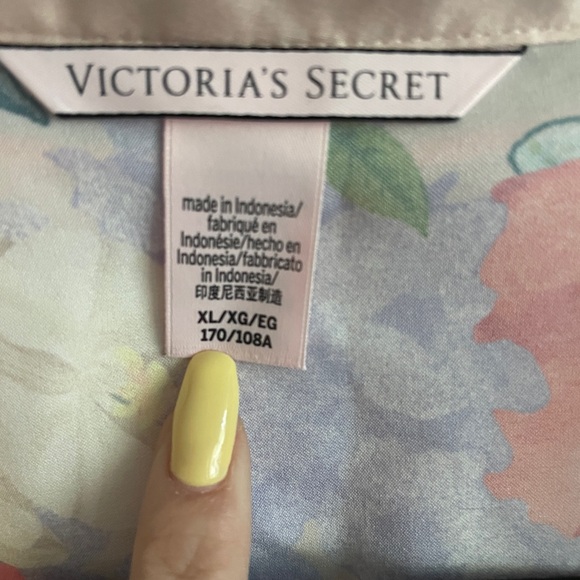 VICTORIA'S SECRET
made in Indonesia/
fabriqué en
Indonésie/hecho en
Indonesia/fabbricato
in Indonesia/
印度尼西亚制造
XL/XG/EG
170/108A